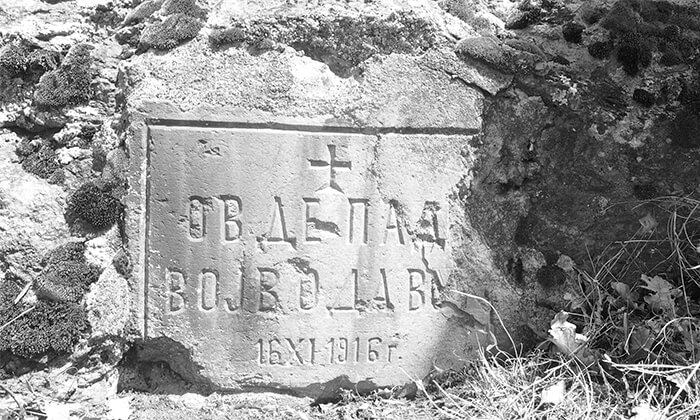 ОВДЕ ПАД
ВОЈВОДА ВУ
16 XI 1916 г.